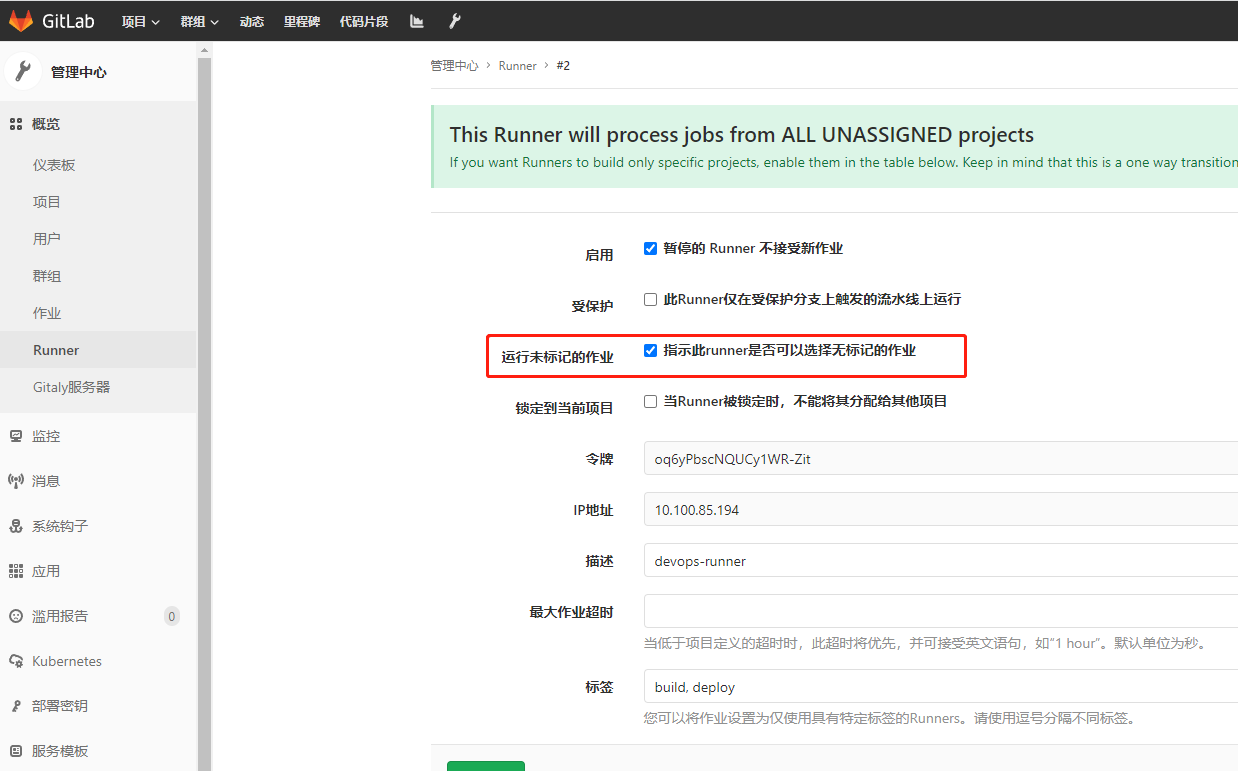 GitLab 项目 群组 动态 里程碑 代码片段
管理中心
概览
仪表板
项目
用户
群组
作业
Runner
Gitaly服务器
监控
消息
系统钩子
应用
滥用报告 0
Kubernetes
部署密钥
服务模板
管理中心 › Runner › #2
This Runner will process jobs from ALL UNASSIGNED projects
If you want Runners to build only specific projects, enable them in the table below. Keep in mind that this is a one way transition
启用 暂停的 Runner 不接受新作业
受保护 此Runner仅在受保护分支上触发的流水线上运行
运行未标记的作业 指示此runner是否可以选择无标记的作业
锁定到当前项目 当Runner被锁定时，不能将其分配给其他项目
令牌 oq6yPbscNQUCy1WR-Zit
IP地址 10.100.85.194
描述 devops-runner
最大作业超时
当低于项目定义的超时时，此超时将优先，并可接受英文语句，如“1 hour”。默认单位为秒。
标签 build, deploy
您可以将作业设置为仅使用具有特定标签的Runners。请使用逗号分隔不同标签。